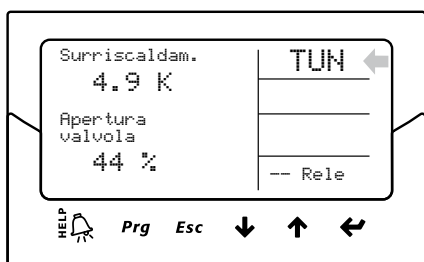 Surriscaldam.
4.9 K
Apertura
valvola
44 %
TUN
-- Rele
HELP
Prg
Esc